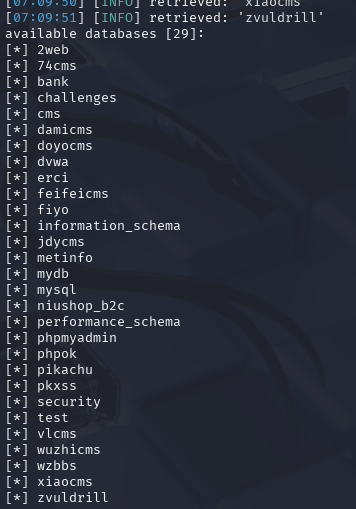 [07:09:50] [INFO] retrieved: 'xiaocms'
[07:09:51] [INFO] retrieved: 'zvuldrill'
available databases [29]:
[*] 2web
[*] 74cms
[*] bank
[*] challenges
[*] cms
[*] damicms
[*] doyocms
[*] dvwa
[*] erci
[*] feifeicms
[*] fiyo
[*] information_schema
[*] jdycms
[*] metinfo
[*] mydb
[*] mysql
[*] niushop_b2c
[*] performance_schema
[*] phpmyadmin
[*] phpok
[*] pikachu
[*] pkxss
[*] security
[*] test
[*] vlcms
[*] wuzhicms
[*] wzbbs
[*] xiaocms
[*] zvuldrill